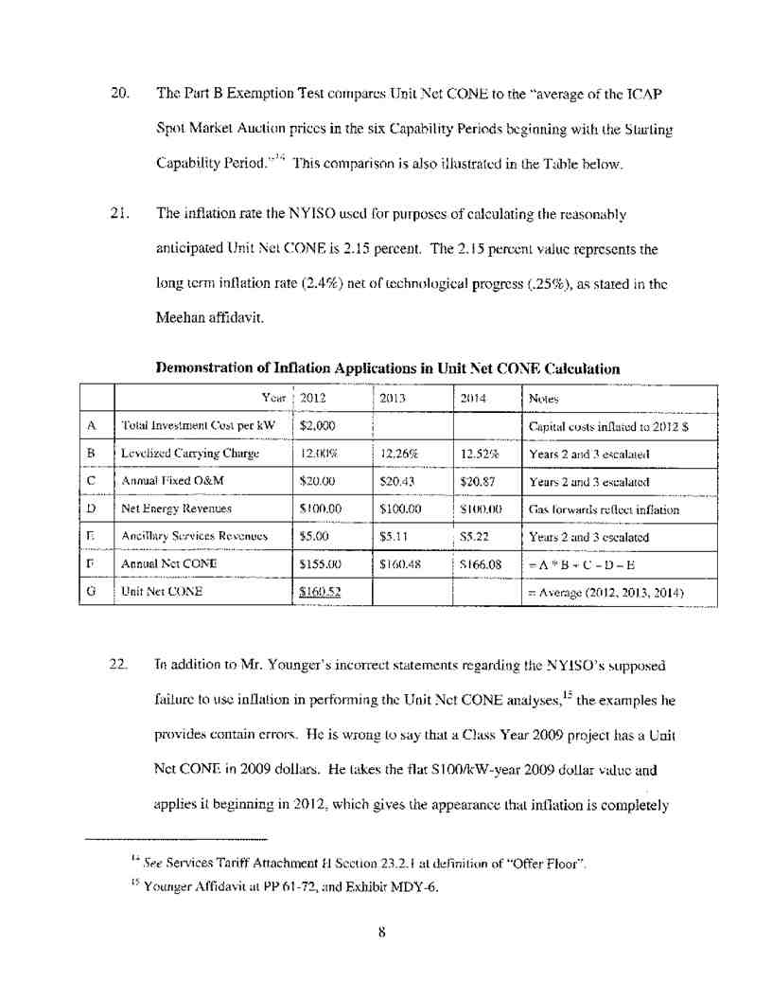 20. The Part B Exemption Test compares Unit Net CONE to the "average of the ICAP
Spot Market Auction prices in the six Capability Periods beginning with the Starting
Capability Period."14 This comparison is also illustrated in the Table below.
21. The inflation rate the NYISO used for purposes of calculating the reasonably
anticipated Unit Net CONE is 2.15 percent. The 2.15 percent value represents the
long term inflation rate (2.4%) net of technological progress (.25%), as stated in the
Meehan affidavit.
Demonstration of Inflation Applications in Unit Net CONE Calculation
Year 2012 2013 2014 Notes
A Total Investment Cost per kW $2,000 Capital costs inflated to 2012 $
B Levelized Carrying Charge 12.00% 12.26% 12.52% Years 2 and 3 escalated
C Annual Fixed O&M $20.00 $20.43 $20.87 Years 2 and 3 escalated
D Net Energy Revenues $100.00 $100.00 $100.00 Gas forwards reflect inflation
E Ancillary Services Revenues $5.00 $5.11 $5.22 Years 2 and 3 escalated
F Annual Net CONE $155.00 $160.48 $166.08 = A * B + C – D – E
G Unit Net CONE $160.52 = Average (2012, 2013, 2014)
22. In addition to Mr. Younger's incorrect statements regarding the NYISO's supposed
failure to use inflation in performing the Unit Net CONE analyses,15 the examples he
provides contain errors. He is wrong to say that a Class Year 2009 project has a Unit
Net CONE in 2009 dollars. He takes the flat $100/kW-year 2009 dollar value and
applies it beginning in 2012, which gives the appearance that inflation is completely
14 See Services Tariff Attachment H Section 23.2.1 at definition of "Offer Floor".
15 Younger Affidavit at PP 61-72, and Exhibit MDY-6.
8